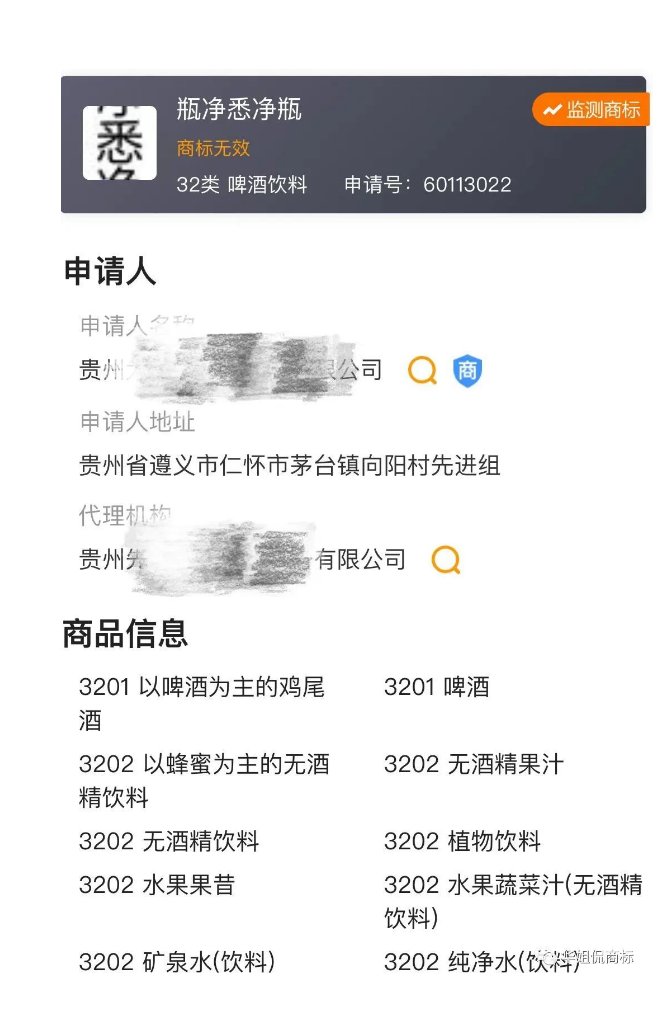 瓶净悉净瓶
监测商标
悉
商标无效
32类 啤酒饮料 申请号：60113022
申请人
申请人名称
贵州 限公司
商
申请人地址
贵州省遵义市仁怀市茅台镇向阳村先进组
代理机构
贵州先 有限公司
商品信息
3201 以啤酒为主的鸡尾酒
3201 啤酒
3202 以蜂蜜为主的无酒精饮料
3202 无酒精果汁
3202 无酒精饮料
3202 植物饮料
3202 水果果昔
3202 水果蔬菜汁(无酒精饮料)
3202 矿泉水(饮料)
3202 纯净水(饮料)
姐侃商标